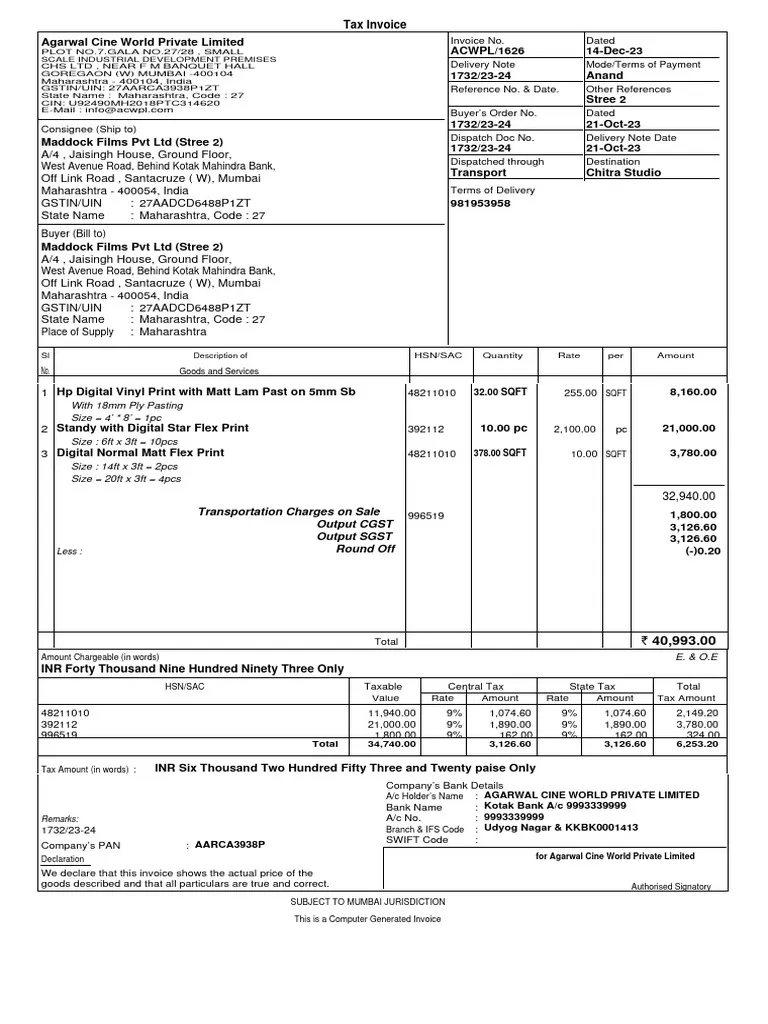 Tax Invoice
Agarwal Cine World Private Limited
PLOT NO.7.GALA NO.27/28 , SMALL
SCALE INDUSTRIAL DEVELOPMENT PREMISES
CHS LTD , NEAR F M BANQUET HALL
GOREGAON (W) MUMBAI -400104
Maharashtra - 400104, India
GSTIN/UIN: 27AARCA3938P1ZT
State Name : Maharashtra, Code : 27
CIN: U92490MH2018PTC314620
E-Mail : info@acwpl.com
Invoice No. Dated
ACWPL/1626 14-Dec-23
Delivery Note Mode/Terms of Payment
1732/23-24 Anand
Reference No. & Date. Other References
Stree 2
Buyer's Order No. Dated
1732/23-24 21-Oct-23
Dispatch Doc No. Delivery Note Date
1732/23-24 21-Oct-23
Dispatched through Destination
Transport Chitra Studio
Terms of Delivery
981953958
Consignee (Ship to)
Maddock Films Pvt Ltd (Stree 2)
A/4 , Jaisingh House, Ground Floor,
West Avenue Road, Behind Kotak Mahindra Bank,
Off Link Road , Santacruze ( W), Mumbai
Maharashtra - 400054, India
GSTIN/UIN : 27AADCD6488P1ZT
State Name : Maharashtra, Code : 27
Buyer (Bill to)
Maddock Films Pvt Ltd (Stree 2)
A/4 , Jaisingh House, Ground Floor,
West Avenue Road, Behind Kotak Mahindra Bank,
Off Link Road , Santacruze ( W), Mumbai
Maharashtra - 400054, India
GSTIN/UIN : 27AADCD6488P1ZT
State Name : Maharashtra, Code : 27
Place of Supply : Maharashtra
Sl Description of HSN/SAC Quantity Rate per Amount
No. Goods and Services
1 Hp Digital Vinyl Print with Matt Lam Past on 5mm Sb 48211010 32.00 SQFT 255.00 SQFT 8,160.00
With 18mm Ply Pasting
Size = 4' * 8' = 1pc
2 Standy with Digital Star Flex Print 392112 10.00 pc 2,100.00 pc 21,000.00
Size : 6ft x 3ft = 10pcs
3 Digital Normal Matt Flex Print 48211010 378.00 SQFT 10.00 SQFT 3,780.00
Size : 14ft x 3ft = 2pcs
Size = 20ft x 3ft = 4pcs
32,940.00
Transportation Charges on Sale 996519 1,800.00
Output CGST 3,126.60
Output SGST 3,126.60
Less : Round Off (-)0.20
Total ₹ 40,993.00
Amount Chargeable (in words) E. & O.E
INR Forty Thousand Nine Hundred Ninety Three Only
HSN/SAC Taxable Central Tax State Tax Total
Value Rate Amount Rate Amount Tax Amount
48211010 11,940.00 9% 1,074.60 9% 1,074.60 2,149.20
392112 21,000.00 9% 1,890.00 9% 1,890.00 3,780.00
996519 1,800.00 9% 162.00 9% 162.00 324.00
Total 34,740.00 3,126.60 3,126.60 6,253.20
Tax Amount (in words) : INR Six Thousand Two Hundred Fifty Three and Twenty paise Only
Company's Bank Details
A/c Holder's Name : AGARWAL CINE WORLD PRIVATE LIMITED
Bank Name : Kotak Bank A/c 9993339999
A/c No. : 9993339999
Branch & IFS Code : Udyog Nagar & KKBK0001413
SWIFT Code :
Remarks:
1732/23-24
Company's PAN : AARCA3938P
Declaration
We declare that this invoice shows the actual price of the
goods described and that all particulars are true and correct.
for Agarwal Cine World Private Limited
Authorised Signatory
SUBJECT TO MUMBAI JURISDICTION
This is a Computer Generated Invoice